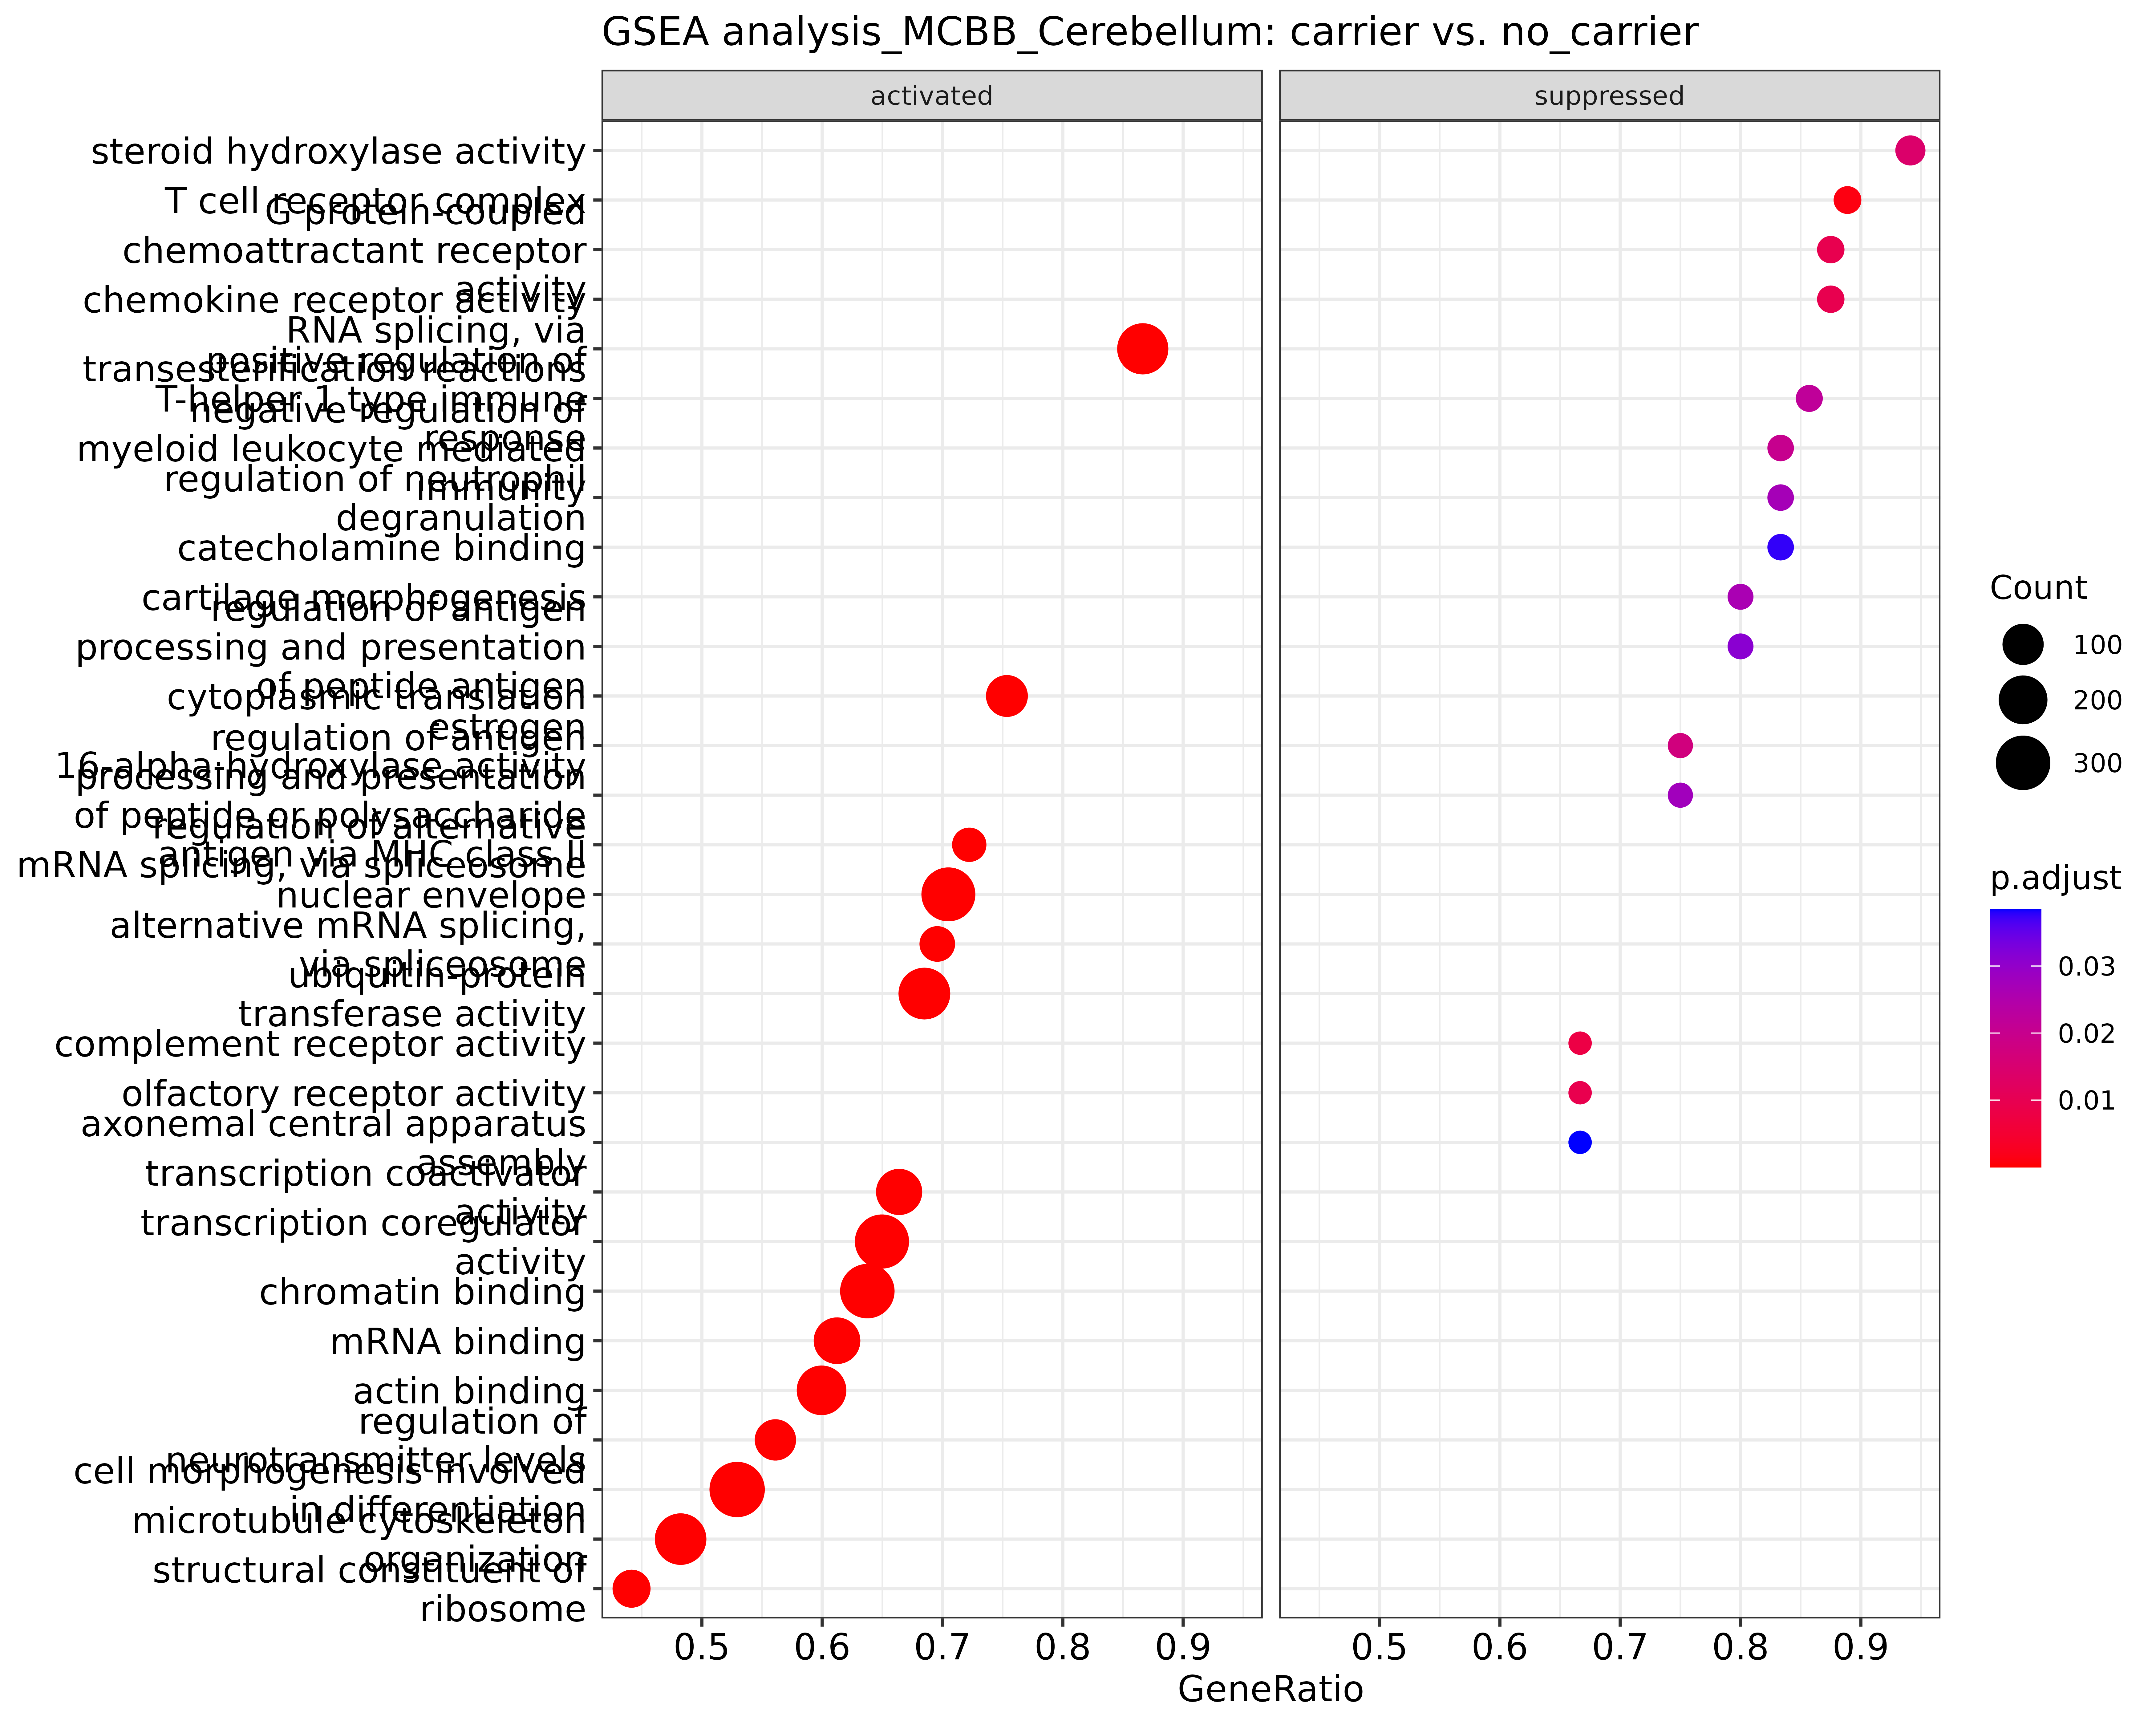 GSEA analysis_MCBB_Cerebellum: carrier vs. no_carrier
activated
suppressed
steroid hydroxylase activity
T cell receptor complex
G protein-coupled
chemoattractant receptor
activity
chemokine receptor activity
RNA splicing, via
transesterification reactions
positive regulation of
T-helper 1 type immune
response
negative regulation of
myeloid leukocyte mediated
immunity
regulation of neutrophil
degranulation
catecholamine binding
cartilage morphogenesis
regulation of antigen
processing and presentation
of peptide antigen
cytoplasmic translation
estrogen
16-alpha-hydroxylase activity
regulation of antigen
processing and presentation
of peptide or polysaccharide
antigen via MHC class II
regulation of alternative
mRNA splicing, via spliceosome
nuclear envelope
alternative mRNA splicing,
via spliceosome
ubiquitin-protein
transferase activity
complement receptor activity
olfactory receptor activity
axonemal central apparatus
assembly
transcription coactivator
activity
transcription coregulator
activity
chromatin binding
mRNA binding
actin binding
regulation of
neurotransmitter levels
cell morphogenesis involved
in differentiation
microtubule cytoskeleton
organization
structural constituent of
ribosome
0.5 0.6 0.7 0.8 0.9
0.5 0.6 0.7 0.8 0.9
GeneRatio
Count
100
200
300
p.adjust
0.03
0.02
0.01